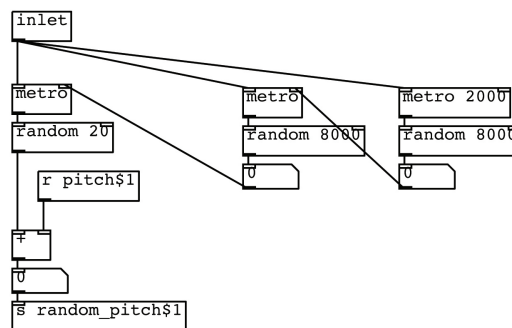 inlet
metro
metro
metro 2000
random 20
random 8000
random 8000
0
0
r pitch$1
+
0
s random_pitch$1